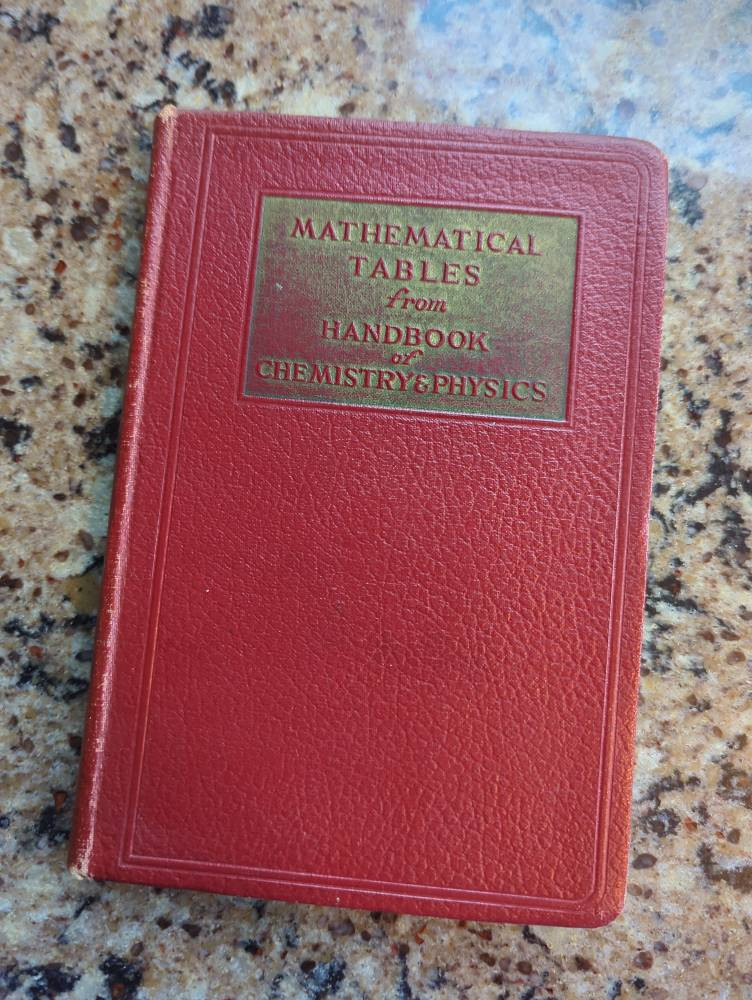 MATHEMATICAL
TABLES
from
HANDBOOK
of
CHEMISTRY&PHYSICS